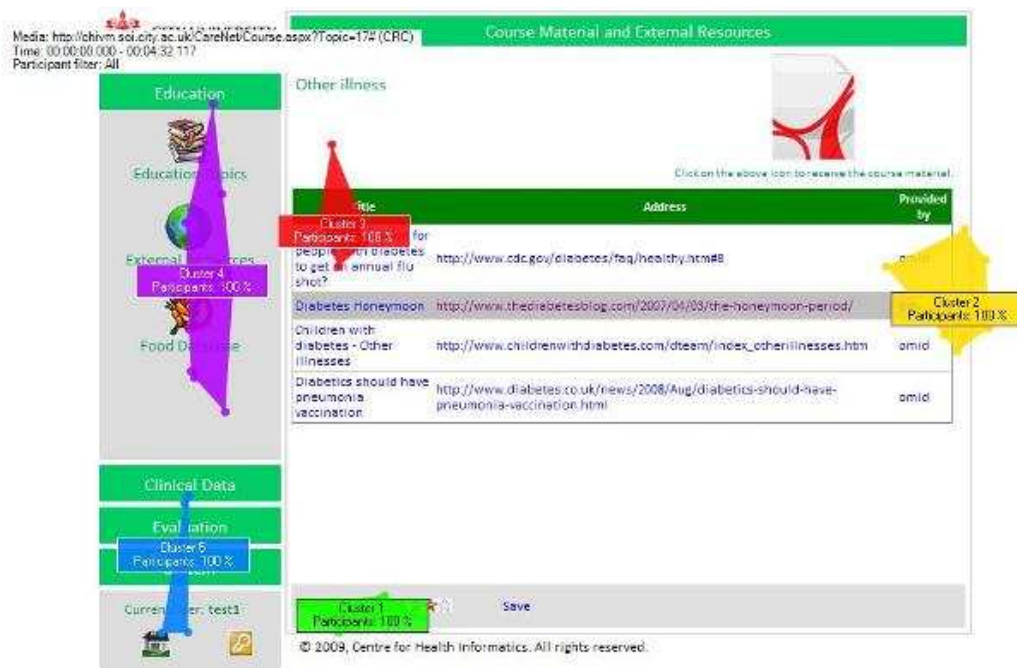 Media: http://chivm.soi.city.ac.uk/CareNet/Course.aspx?Topic=17# (CRC)
Time: 00:00:00.000 - 00:04:32.117
Participant filter: All
Course Material and External Resources
Education
Other illness
Education
Click on the above icon to receive the course material.
Title Address Provided by
Cluster 3
Participants: 100 %
for
people with diabetes
to get an annual flu
shot?
http://www.cdc.gov/diabetes/faq/healthy.htm#8
omid
External Resources
Cluster 4
Participants: 100 %
Food Database
Diabetes Honeymoon http://www.thediabetesblog.com/2007/04/03/the-honeymoon-period/
Cluster 2
Participants: 100 %
Children with
diabetes - Other
illnesses
http://www.childrenwithdiabetes.com/dteam/index_otherillnesses.htm
omid
Diabetics should have
pneumonia
vaccination
http://www.diabetes.co.uk/news/2008/Aug/diabetics-should-have-
pneumonia-vaccination.html
omid
Clinical Data
Evaluation
Cluster 5
Participants: 100 %
Current User: test1
Cluster 1
Participants: 100 %
Save
© 2009, Centre for Health Informatics. All rights reserved.